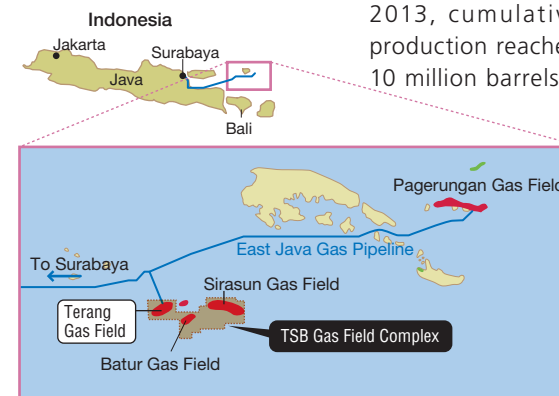 2013, cumulativ
production reache
10 million barrels
Indonesia
Jakarta
Surabaya
Java
Bali
Pagerungan Gas Field
East Java Gas Pipeline
To Surabaya
Sirasun Gas Field
Terang
Gas Field
TSB Gas Field Complex
Batur Gas Field